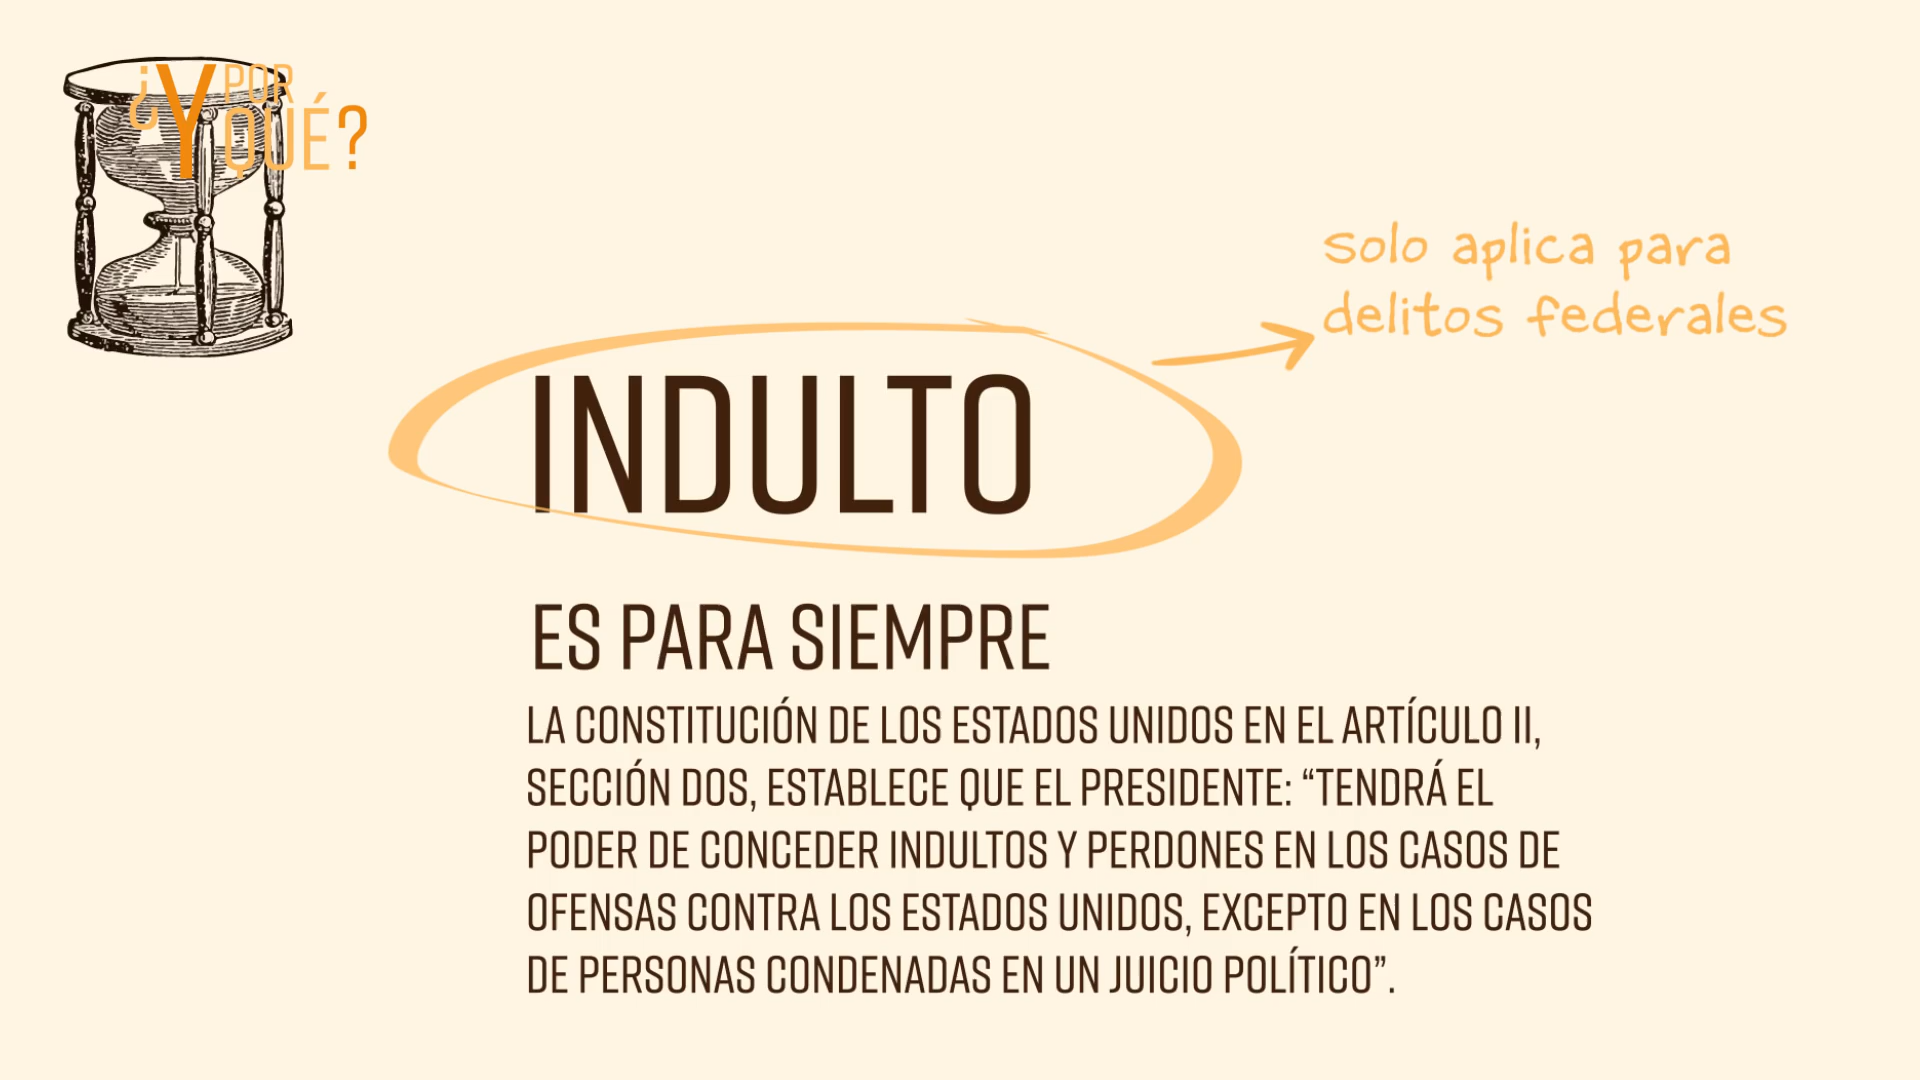 ¿Y POR
QUÉ?
solo aplica para
delitos federales
INDULTO
ES PARA SIEMPRE
LA CONSTITUCIÓN DE LOS ESTADOS UNIDOS EN EL ARTÍCULO II,
SECCIÓN DOS, ESTABLECE QUE EL PRESIDENTE: “TENDRÁ EL
PODER DE CONCEDER INDULTOS Y PERDONES EN LOS CASOS DE
OFENSAS CONTRA LOS ESTADOS UNIDOS, EXCEPTO EN LOS CASOS
DE PERSONAS CONDENADAS EN UN JUICIO POLÍTICO”.